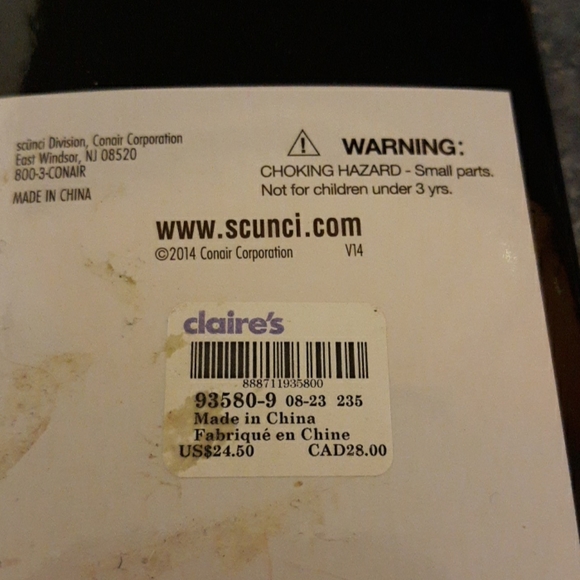 scünci Division, Conair Corporation
East Windsor, NJ 08520
800-3-CONAIR
MADE IN CHINA
WARNING:
CHOKING HAZARD - Small parts.
Not for children under 3 yrs.
www.scunci.com
©2014 Conair Corporation V14
claire's
888711935800
93580-9 08-23 235
Made in China
Fabriqué en Chine
US$24.50 CAD28.00